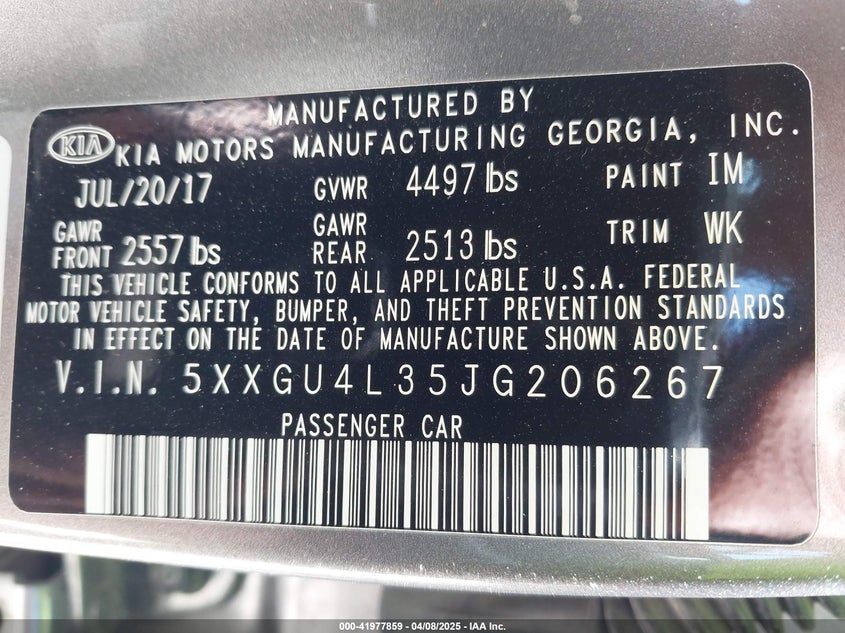 MANUFACTURED BY
KIA KIA MOTORS MANUFACTURING GEORGIA, INC.
JUL/20/17 GVWR 4497 lbs PAINT IM
GAWR FRONT 2557 lbs GAWR REAR 2513 lbs TRIM WK
THIS VEHICLE CONFORMS TO ALL APPLICABLE U.S.A. FEDERAL
MOTOR VEHICLE SAFETY, BUMPER, AND THEFT PREVENTION STANDARDS
IN EFFECT ON THE DATE OF MANUFACTURE SHOWN ABOVE.
V.I.N. 5XXGU4L35JG206267
PASSENGER CAR
000-41977859 - 04/08/2025 - IAA Inc.